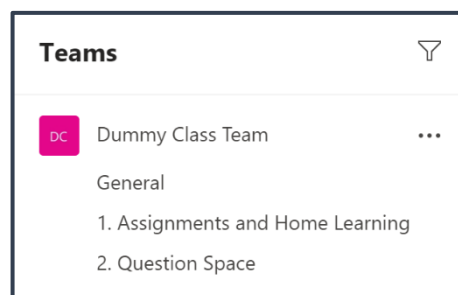 Teams
DC Dummy Class Team
General
1. Assignments and Home Learning
2. Question Space